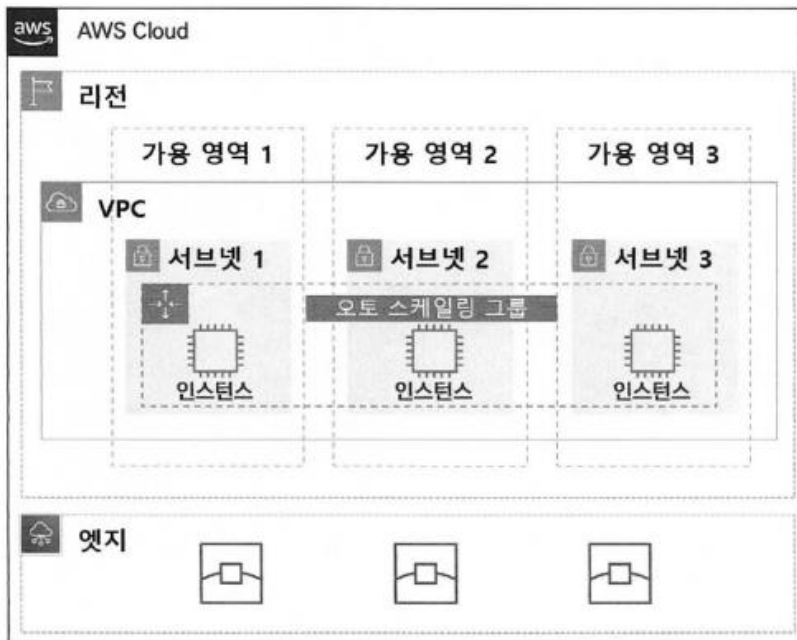 aws AWS Cloud
리전
가용 영역 1 가용 영역 2 가용 영역 3
VPC
서브넷 1 서브넷 2 서브넷 3
오토 스케일링 그룹
인스턴스 인스턴스 인스턴스
엣지